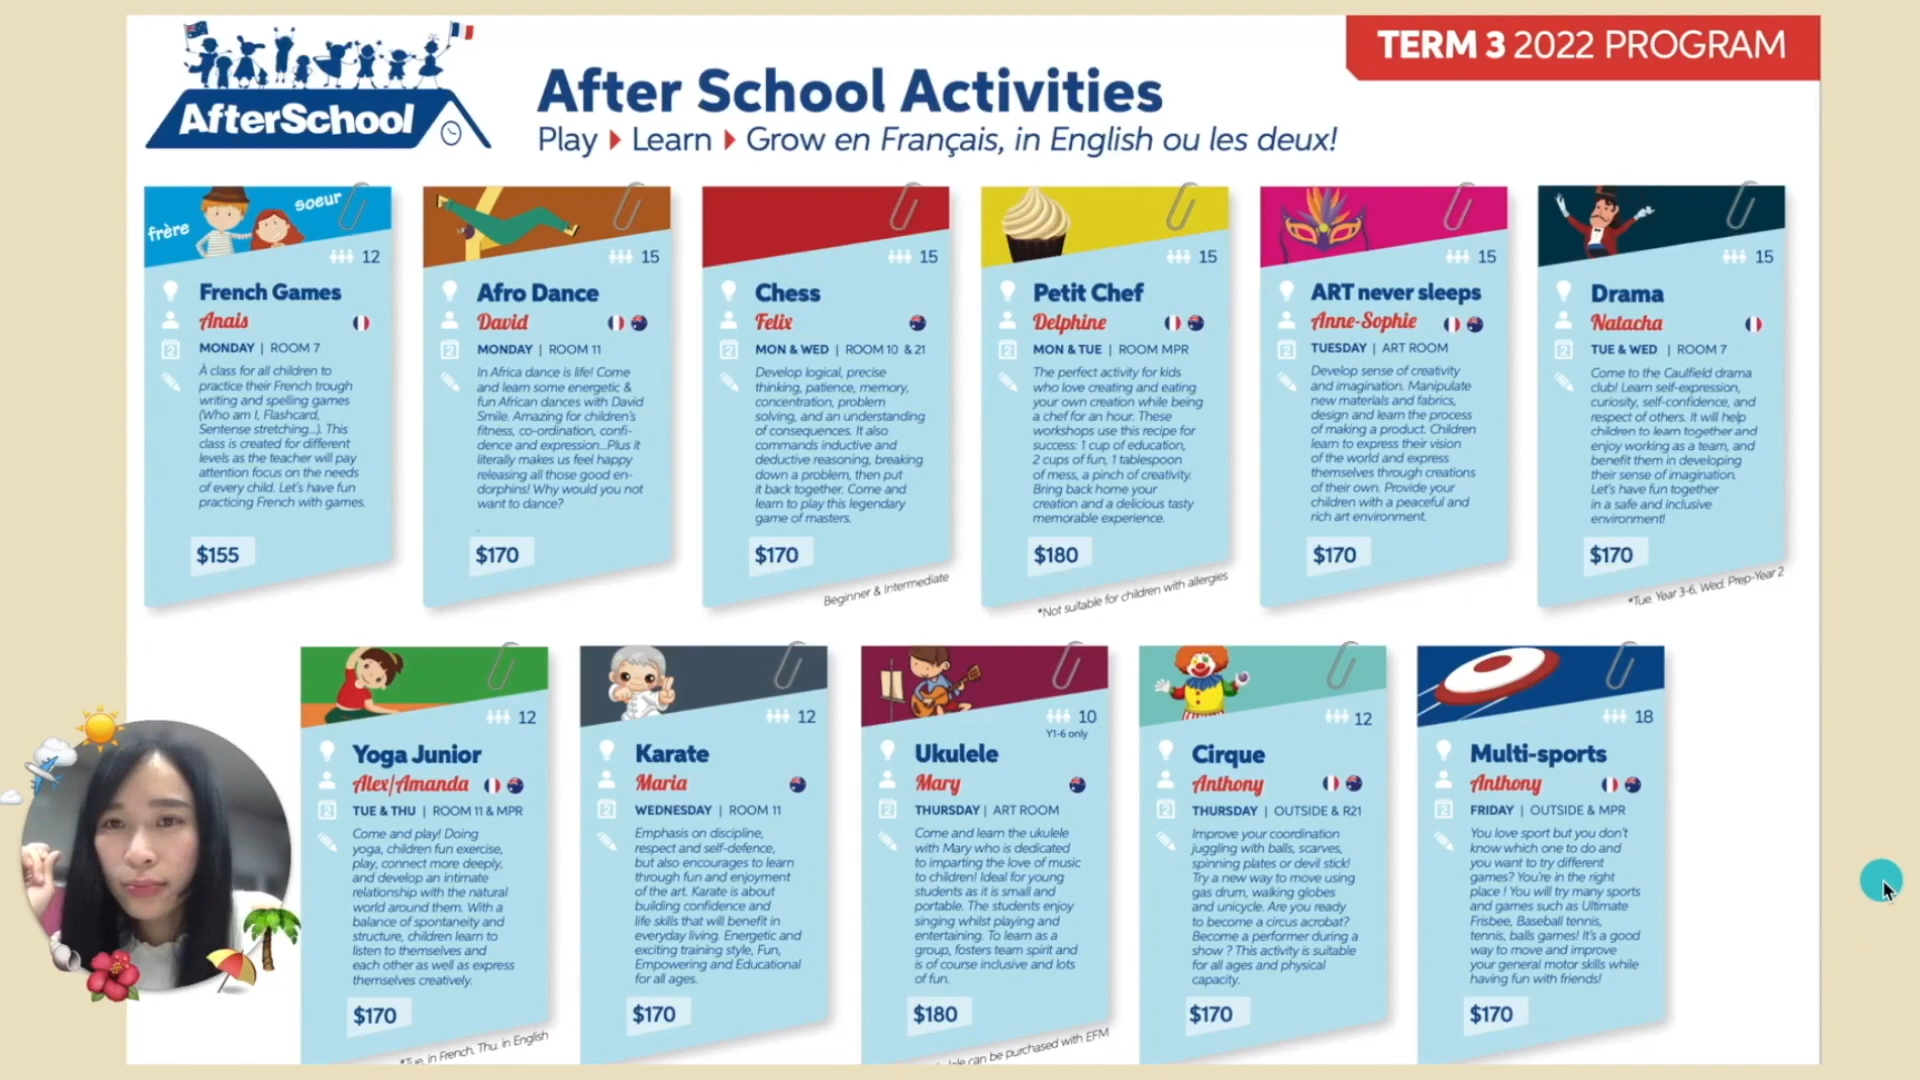 TERM 3 2022 PROGRAM
AfterSchool
After School Activities
Play Learn Grow en Français, in English ou les deux!
frère
soeur
12
French Games
Anais
MONDAY | ROOM 7
À class for all children to
practice their French trough
writing and spelling games
(Who am I, Flashcard,
Sentense stretching...). This
class is created for different
levels as the teacher will pay
attention focus on the needs
of every child. Let's have fun
practicing French with games.
$155
15
Afro Dance
David
MONDAY | ROOM 11
In Africa dance is life! Come
and learn some energetic &
fun African dances with David
Smile. Amazing for children's
fitness, co-ordination, confi-
dence and expression...Plus it
literally makes us feel happy
releasing all those good en-
dorphins! Why would you not
want to dance?
.
$170
15
Chess
Felix
MON & WED | ROOM 10 & 21
Develop logical, precise
thinking, patience, memory,
concentration, problem
solving, and an understanding
of consequences. It also
commands inductive and
deductive reasoning, breaking
down a problem, then put
it back together. Come and
learn to play this legendary
game of masters.
$170
Beginner & Intermediate
15
Petit Chef
Delphine
MON & TUE | ROOM MPR
The perfect activity for kids
who love creating and eating
your own creation while being
a chef for an hour. These
workshops use this recipe for
success: 1 cup of education,
2 cups of fun, 1 tablespoon
of mess, a pinch of creativity.
Bring back home your
creation and a delicious tasty
memorable experience.
$180
*Not suitable for children with allergies
15
ART never sleeps
Anne-Sophie
TUESDAY | ART ROOM
Develop sense of creativity
and imagination. Manipulate
new materials and fabrics,
design and learn the process
of making a product. Children
learn to express their vision
of the world and express
themselves through creations
of their own. Provide your
children with a peaceful and
rich art environment.
$170
15
Drama
Natacha
TUE & WED | ROOM 7
Come to the Caulfield drama
club! Learn self-expression,
curiosity, self-confidence, and
respect of others. It will help
children to learn together and
enjoy working as a team, and
benefit them in developing
their sense of imagination.
Let's have fun together
in a safe and inclusive
environment!
$170
*Tue. Year 3-6, Wed. Prep-Year 2
12
Yoga Junior
Alex/Amanda
TUE & THU | ROOM 11 & MPR
Come and play! Doing
yoga, children fun exercise,
play, connect more deeply,
and develop an intimate
relationship with the natural
world around them. With a
balance of spontaneity and
structure, children learn to
listen to themselves and
each other as well as express
themselves creatively.
$170
*Tue. in French, Thu. in English
12
Karate
Maria
WEDNESDAY | ROOM 11
Emphasis on discipline,
respect and self-defence,
but also encourages to learn
through fun and enjoyment
of the art. Karate is about
building confidence and
life skills that will benefit in
everyday living. Energetic and
exciting training style, Fun,
Empowering and Educational
for all ages.
$170
10
Y1-6 only
Ukulele
Mary
THURSDAY | ART ROOM
Come and learn the ukulele
with Mary who is dedicated
to imparting the love of music
to children! Ideal for young
students as it is small and
portable. The students enjoy
singing whilst playing and
entertaining. To learn as a
group, fosters team spirit and
is of course inclusive and lots
of fun.
$180
can be purchased with EFM
12
Cirque
Anthony
THURSDAY | OUTSIDE & R21
Improve your coordination
juggling with balls, scarves,
spinning plates or devil stick!
Try a new way to move using
gas drum, walking globes
and unicycle. Are you ready
to become a circus acrobat?
Become a performer during a
show ? This activity is suitable
for all ages and physical
capacity.
$170
18
Multi-sports
Anthony
FRIDAY | OUTSIDE & MPR
You love sport but you don't
know which one to do and
you want to try different
games? You're in the right
place ! You will try many sports
and games such as Ultimate
Frisbee, Baseball tennis,
tennis, balls games! It's a good
way to move and improve
your general motor skills while
having fun with friends!
$170